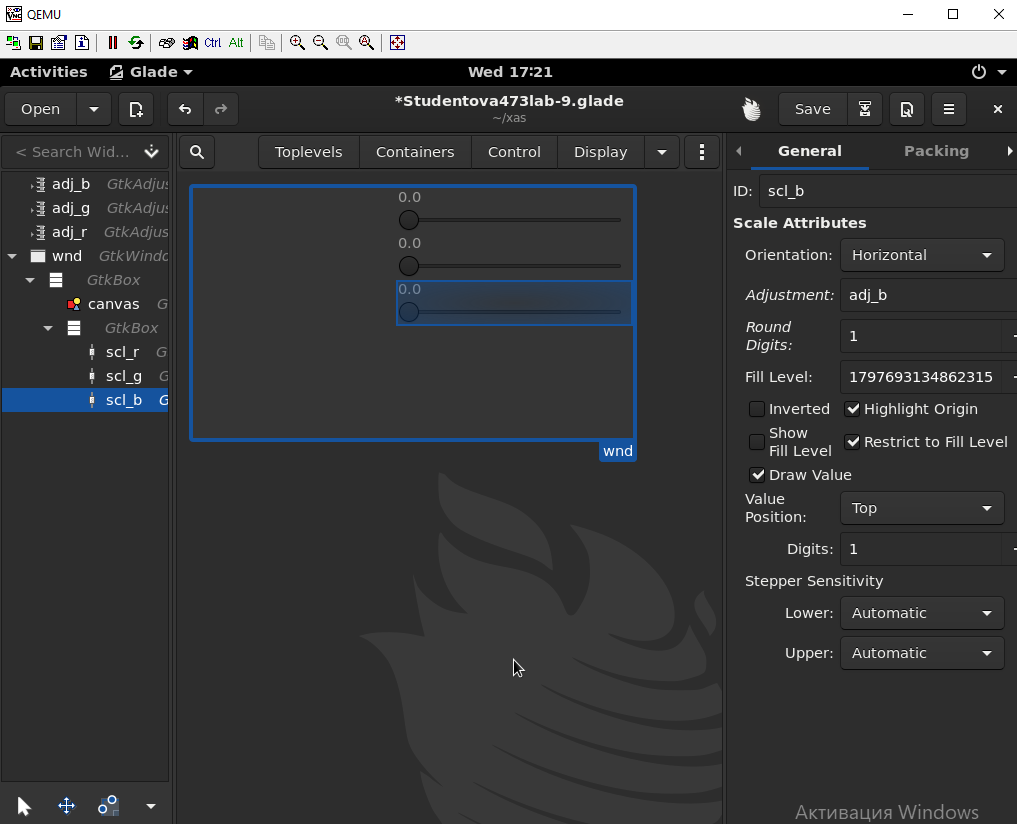 QEMU
Ctrl Alt
Activities Glade Wed 17:21
Open *Studentova473lab-9.glade Save
~/xas
< Search Wid... Toplevels Containers Control Display General Packing
adj_b GtkAdjus
adj_g GtkAdjus
adj_r GtkAdjus
wnd GtkWindo
GtkBox
canvas G
GtkBox
scl_r G
scl_g G
scl_b G
0.0
0.0
0.0
wnd
ID: scl_b
Scale Attributes
Orientation: Horizontal
Adjustment: adj_b
Round Digits: 1
Fill Level: 1797693134862315
Inverted Highlight Origin
Show Fill Level Restrict to Fill Level
Draw Value
Value Position: Top
Digits: 1
Stepper Sensitivity
Lower: Automatic
Upper: Automatic
Активация Windows